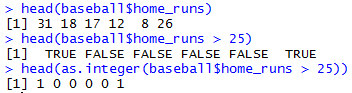 > head(baseball$home_runs)
[1] 31 18 17 12  8 26
> head(baseball$home_runs > 25)
[1]  TRUE FALSE FALSE FALSE FALSE  TRUE
> head(as.integer(baseball$home_runs > 25))
[1] 1 0 0 0 0 1